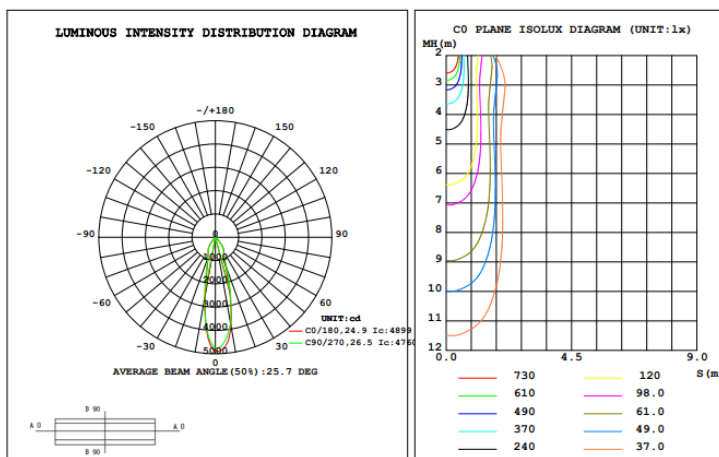 LUMINOUS INTENSITY DISTRIBUTION DIAGRAM
-/+180
-150 150
-120 120
-90 0 90
1000
2000
-60 3000 60
UNIT:cd
4000 C0/180,24.9 Ic:4899
-30 30 C90/270,26.5 Ic:4760
5000
0
AVERAGE BEAM ANGLE(50%):25.7 DEG
B 90
A 0 A 0
B 90
C0 PLANE ISOLUX DIAGRAM (UNIT:lx)
MH(m)
2
3
4
5
6
7
8
9
10
11
12
0.0 4.5 9.0
S(m
730 120
610 98.0
490 61.0
370 49.0
240 37.0